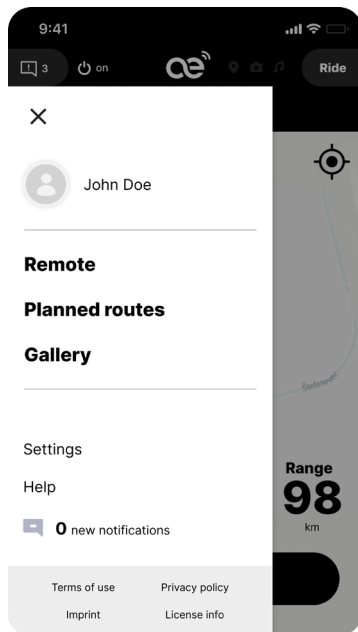 9:41
3 on Ride
John Doe
Remote
Planned routes
Gallery
Settings
Help
0 new notifications
Range
98
km
Terms of use Privacy policy
Imprint License info